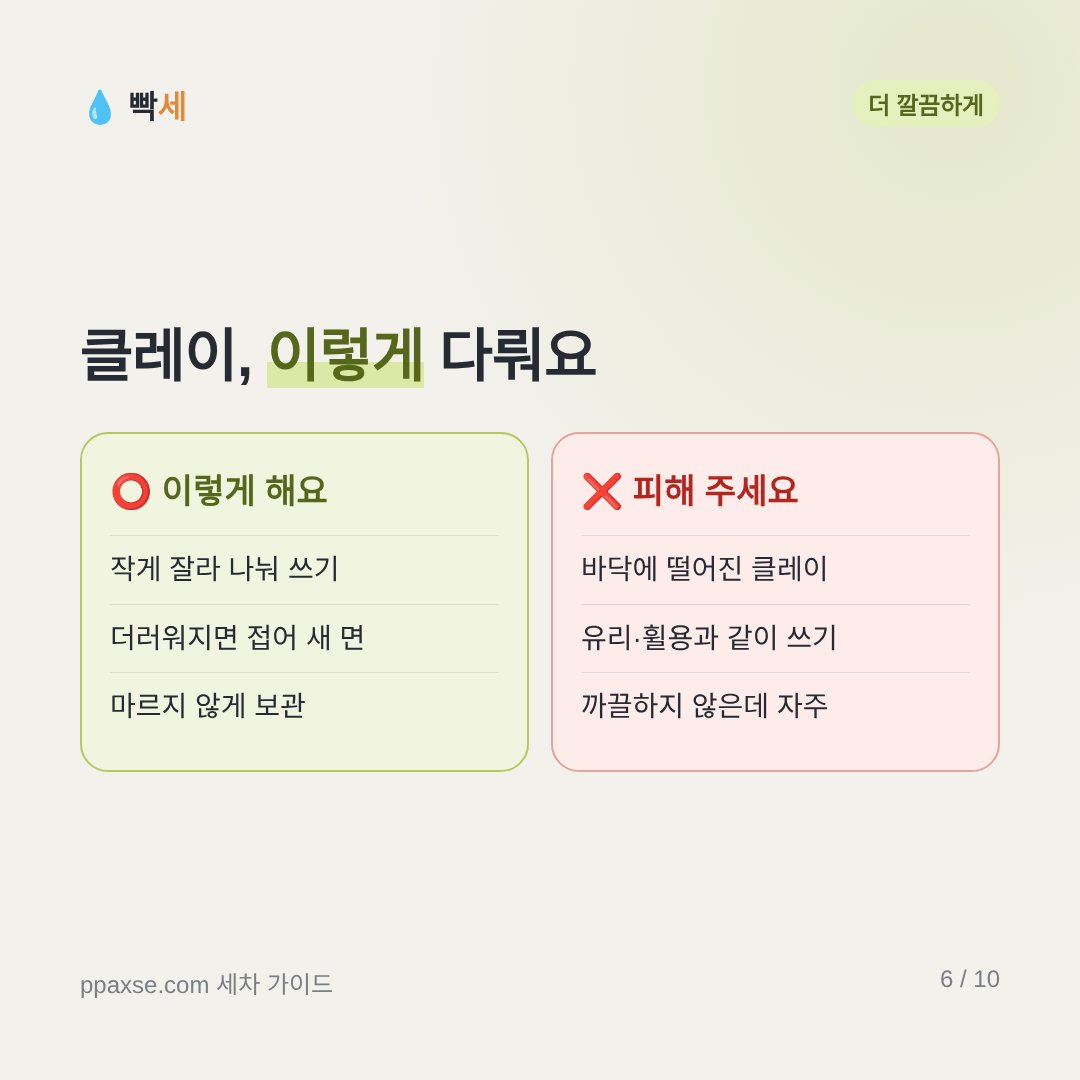 빡세
더 깔끔하게
클레이, 이렇게 다뤄요
이렇게 해요
작게 잘라 나눠 쓰기
더러워지면 접어 새 면
마르지 않게 보관
피해 주세요
바닥에 떨어진 클레이
유리·휠용과 같이 쓰기
까끌하지 않은데 자주
ppaxse.com 세차 가이드
6 / 10